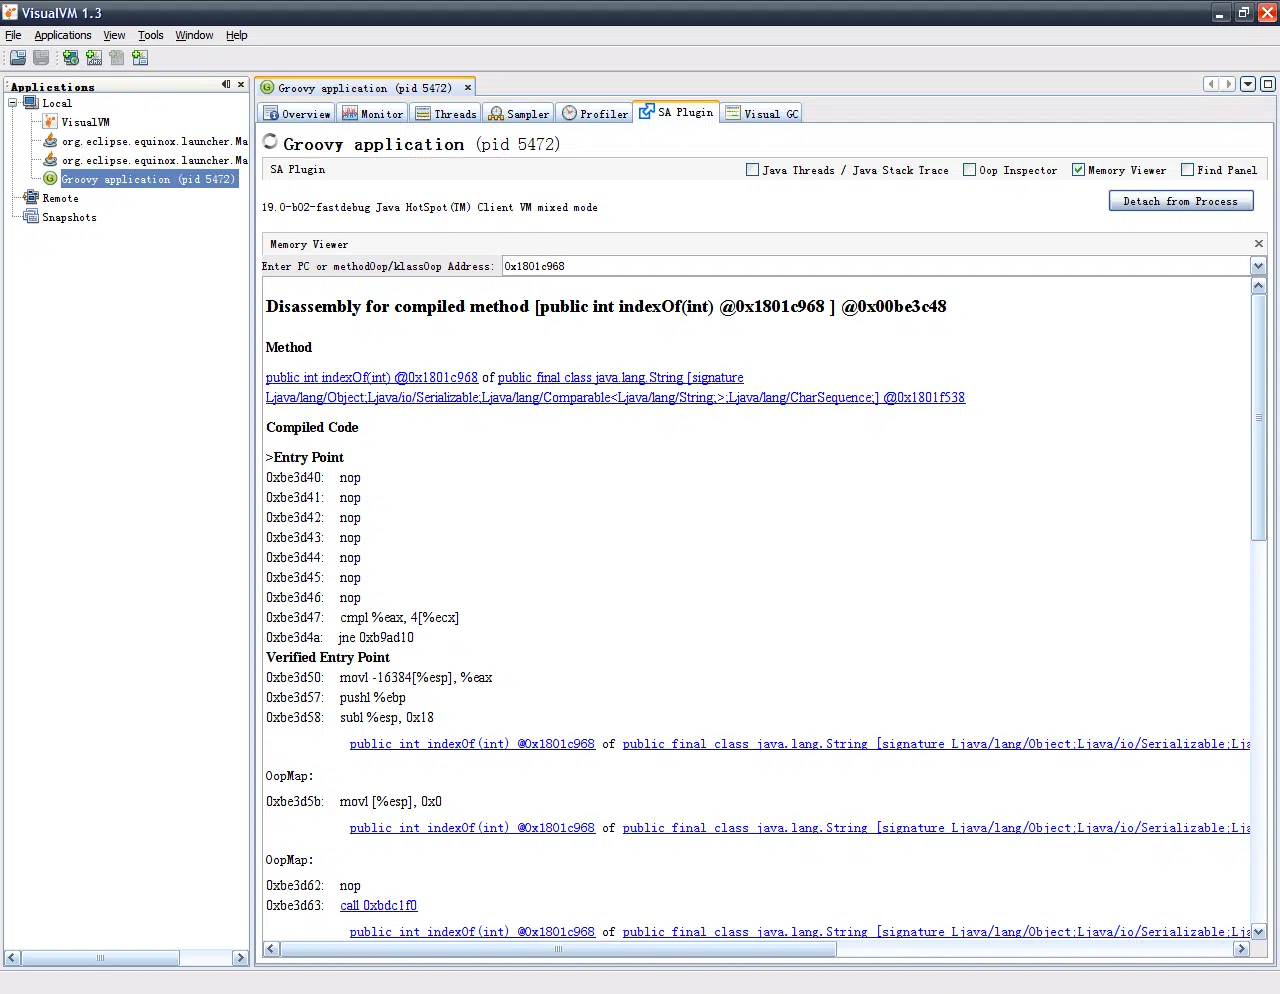 VisualVM 1.3
File Applications View Tools Window Help
Applications
Local
VisualVM
org.eclipse.equinox.launcher.Ma
org.eclipse.equinox.launcher.Ma
Groovy application (pid 5472)
Remote
Snapshots
Groovy application (pid 5472)
Overview Monitor Threads Sampler Profiler SA Plugin Visual GC
Groovy application (pid 5472)
SA Plugin Java Threads / Java Stack Trace Oop Inspector Memory Viewer Find Panel
19.0-b02-fastdebug Java HotSpot(TM) Client VM mixed mode Detach from Process
Memory Viewer
Enter PC or methodOop/klassOop Address: 0x1801c968
Disassembly for compiled method [public int indexOf(int) @0x1801c968 ] @0x00be3c48
Method
public int indexOf(int) @0x1801c968 of public final class java.lang.String [signature
Ljava/lang/Object;Ljava/io/Serializable;Ljava/lang/Comparable<Ljava/lang/String;>;Ljava/lang/CharSequence;] @0x1801f538
Compiled Code
>Entry Point
0xbe3d40: nop
0xbe3d41: nop
0xbe3d42: nop
0xbe3d43: nop
0xbe3d44: nop
0xbe3d45: nop
0xbe3d46: nop
0xbe3d47: cmpl %eax, 4[%ecx]
0xbe3d4a: jne 0xb9ad10
Verified Entry Point
0xbe3d50: movl -16384[%esp], %eax
0xbe3d57: pushl %ebp
0xbe3d58: subl %esp, 0x18
public int indexOf(int) @0x1801c968 of public final class java.lang.String [signature Ljava/lang/Object;Ljava/io/Serializable;Lja
OopMap:
0xbe3d5b: movl [%esp], 0x0
public int indexOf(int) @0x1801c968 of public final class java.lang.String [signature Ljava/lang/Object;Ljava/io/Serializable;Lja
OopMap:
0xbe3d62: nop
0xbe3d63: call 0xbdc1f0
public int indexOf(int) @0x1801c968 of public final class java.lang.String [signature Ljava/lang/Object;Ljava/io/Serializable;Lja